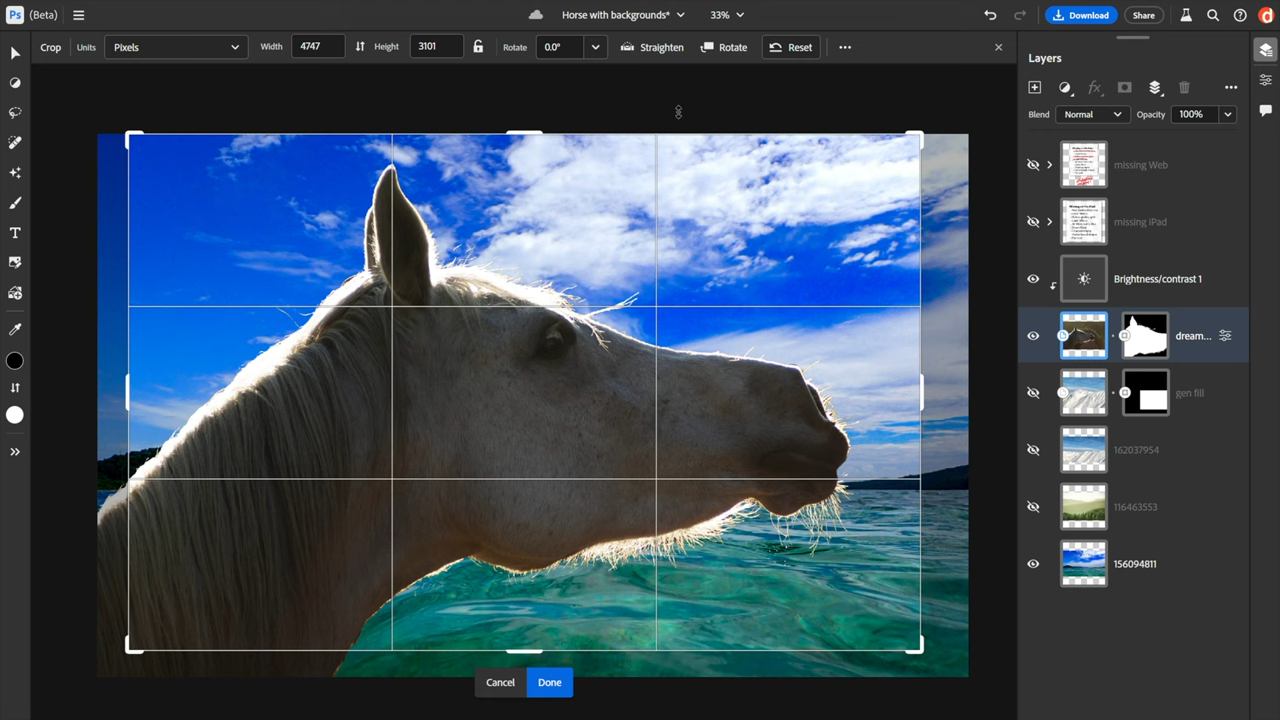 Ps (Beta) Horse with backgrounds* 33% Download Share
Crop Units Pixels Width 4747 Height 3101 Rotate 0.0° Straighten Rotate Reset
Layers
Blend Normal Opacity 100%
missing Web
missing iPad
Brightness/contrast 1
dream...
gen fill
162037954
116463553
156094811
Cancel Done